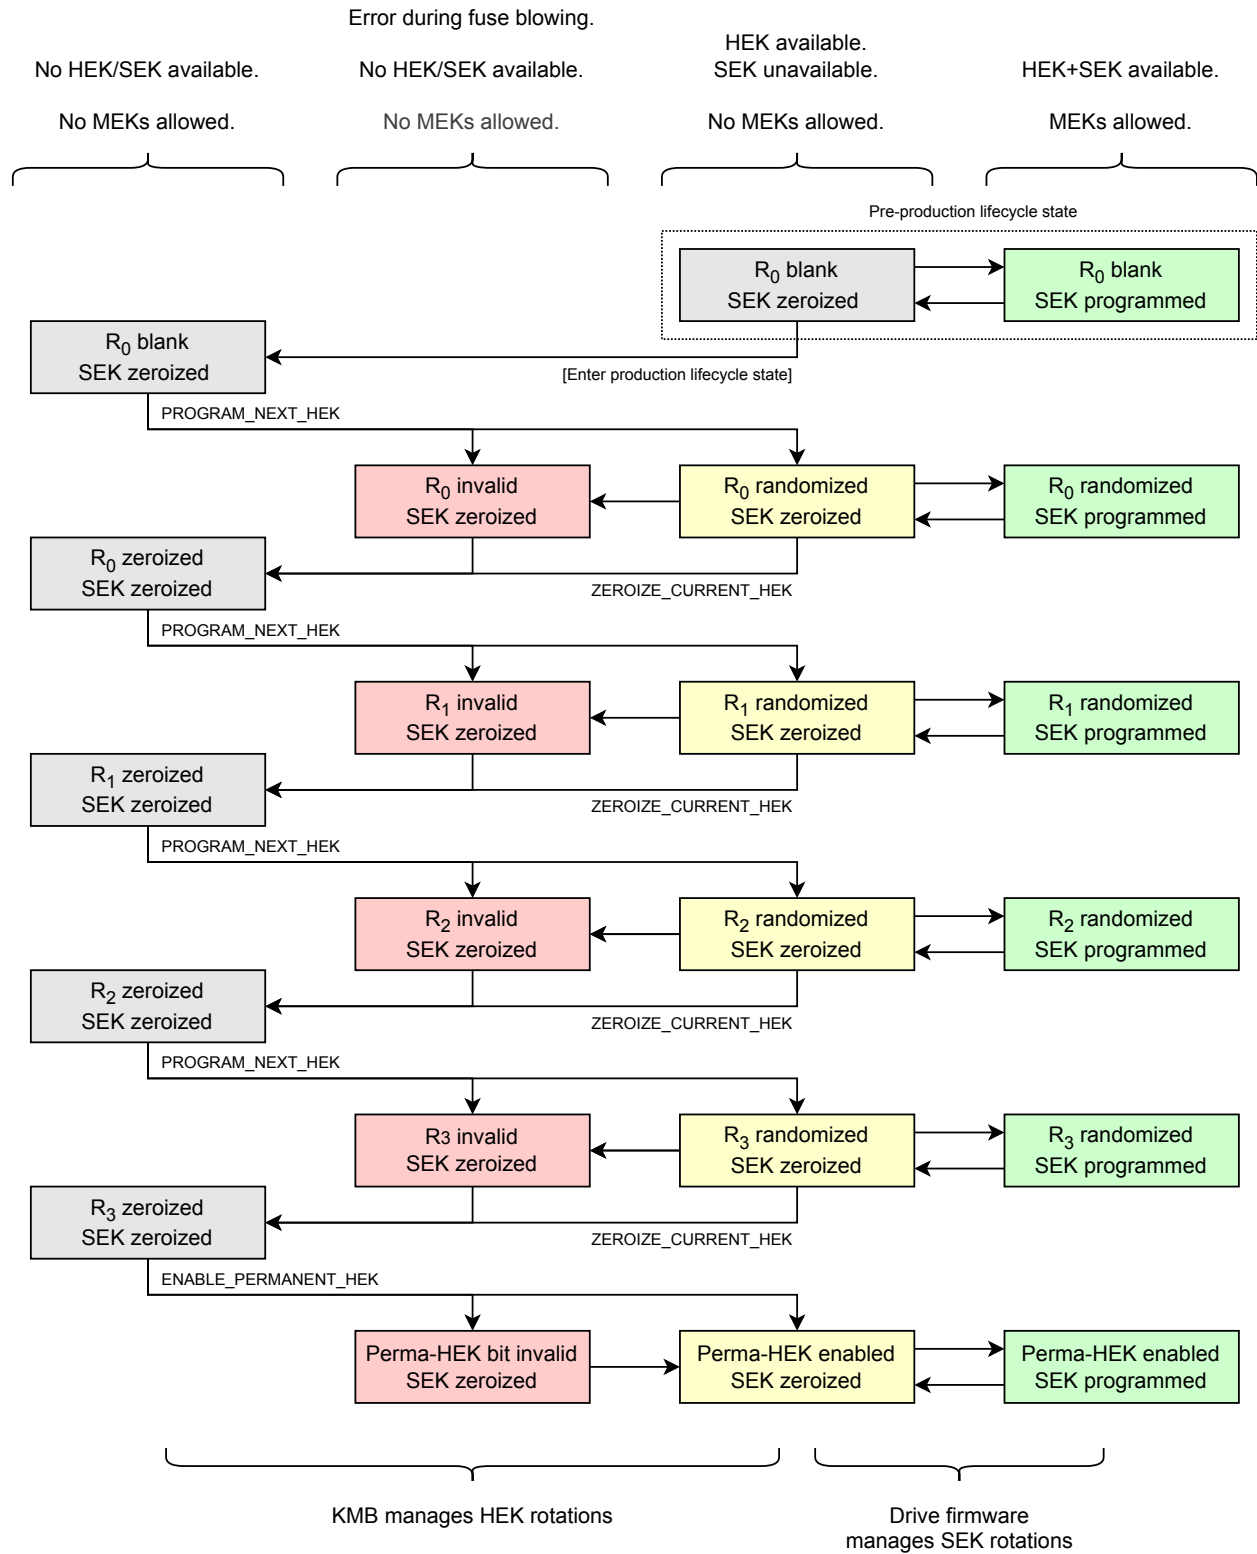 Error during fuse blowing.
No HEK/SEK available.
No MEKs allowed.
No HEK/SEK available.
No MEKs allowed.
HEK available.
SEK unavailable.
No MEKs allowed.
HEK+SEK available.
MEKs allowed.
Pre-production lifecycle state
R0 blank
SEK zeroized
R0 blank
SEK programmed
R0 blank
SEK zeroized
[Enter production lifecycle state]
PROGRAM_NEXT_HEK
R0 invalid
SEK zeroized
R0 randomized
SEK zeroized
R0 randomized
SEK programmed
R0 zeroized
SEK zeroized
ZEROIZE_CURRENT_HEK
PROGRAM_NEXT_HEK
R1 invalid
SEK zeroized
R1 randomized
SEK zeroized
R1 randomized
SEK programmed
R1 zeroized
SEK zeroized
ZEROIZE_CURRENT_HEK
PROGRAM_NEXT_HEK
R2 invalid
SEK zeroized
R2 randomized
SEK zeroized
R2 randomized
SEK programmed
R2 zeroized
SEK zeroized
ZEROIZE_CURRENT_HEK
PROGRAM_NEXT_HEK
R3 invalid
SEK zeroized
R3 randomized
SEK zeroized
R3 randomized
SEK programmed
R3 zeroized
SEK zeroized
ZEROIZE_CURRENT_HEK
ENABLE_PERMANENT_HEK
Perma-HEK bit invalid
SEK zeroized
Perma-HEK enabled
SEK zeroized
Perma-HEK enabled
SEK programmed
KMB manages HEK rotations
Drive firmware
manages SEK rotations